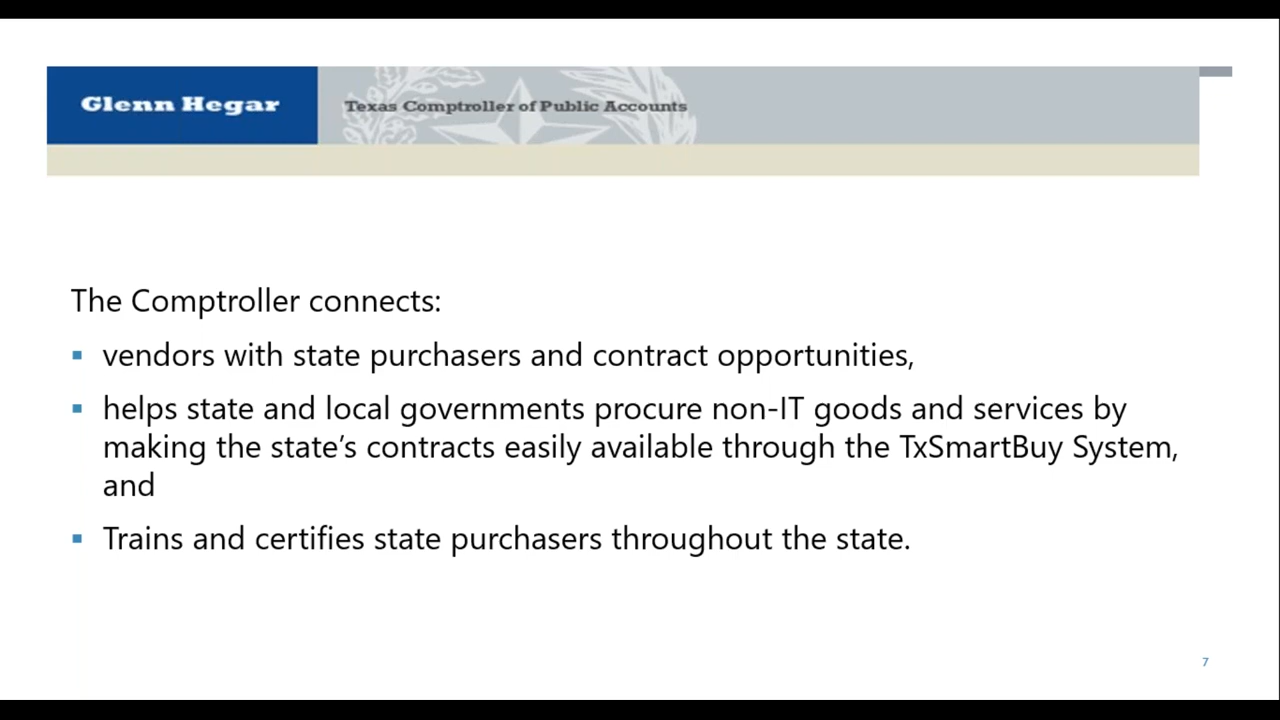 Glenn Hegar
Texas Comptroller of Public Accounts
The Comptroller connects:
▪ vendors with state purchasers and contract opportunities,
▪ helps state and local governments procure non-IT goods and services by
making the state’s contracts easily available through the TxSmartBuy System,
and
▪ Trains and certifies state purchasers throughout the state.
7